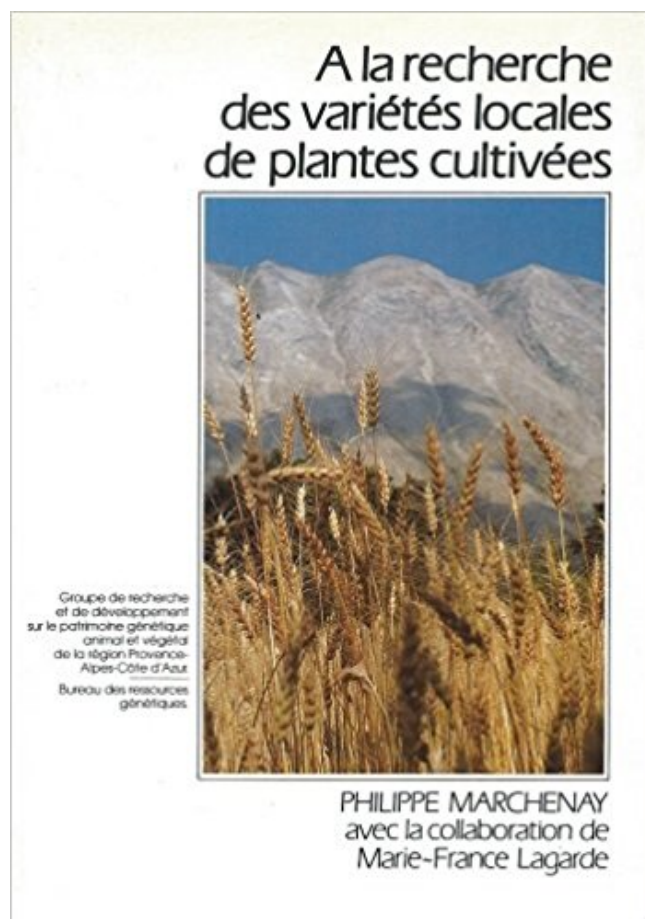 A la recherche
des variétés locales
de plantes cultivées
Groupe de recherche
et de développement
sur le patrimoine génétique
animal et végétal
de la région Provence-
Alpes-Côte d'Azur.
Bureau des ressources
génétiques.
PHILIPPE MARCHENAY
avec la collaboration de
Marie-France Lagarde